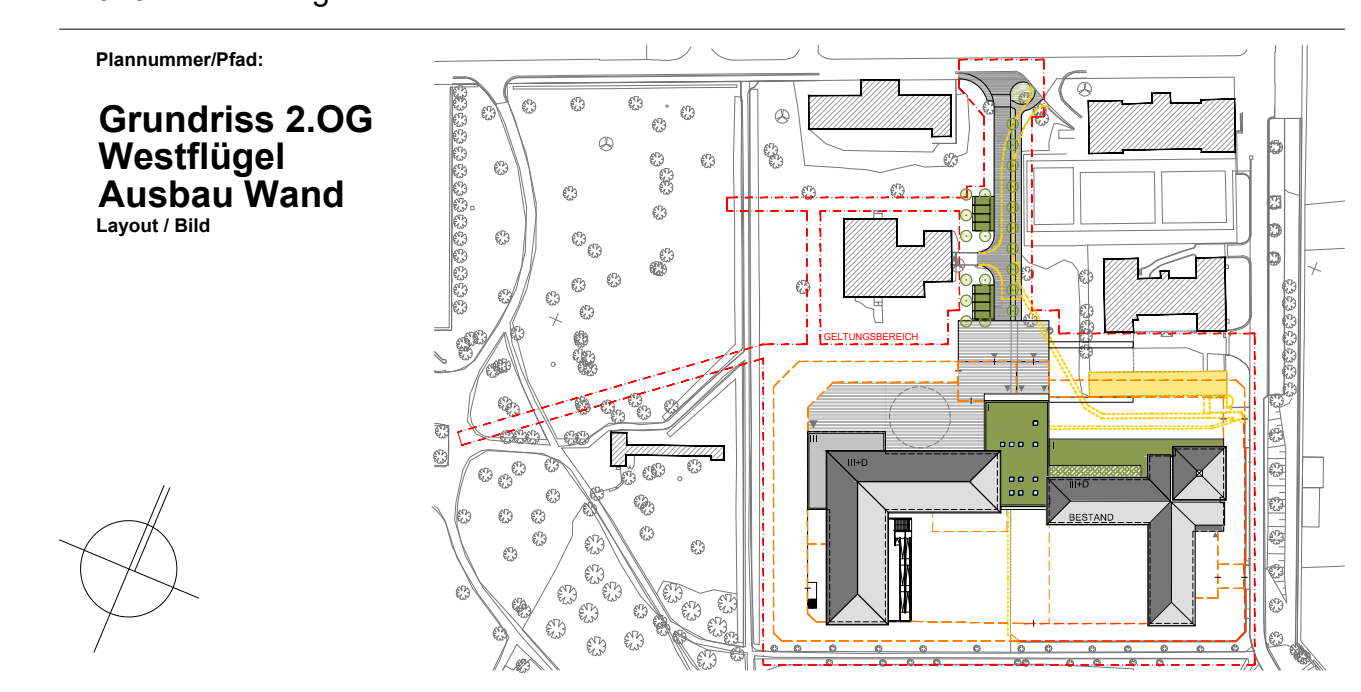 Plannummer/Pfad:
Grundriss 2.OG
Westflügel
Ausbau Wand
Layout / Bild
GELTUNGSBEREICH
I
III
III+D
I
III+D
BESTAND